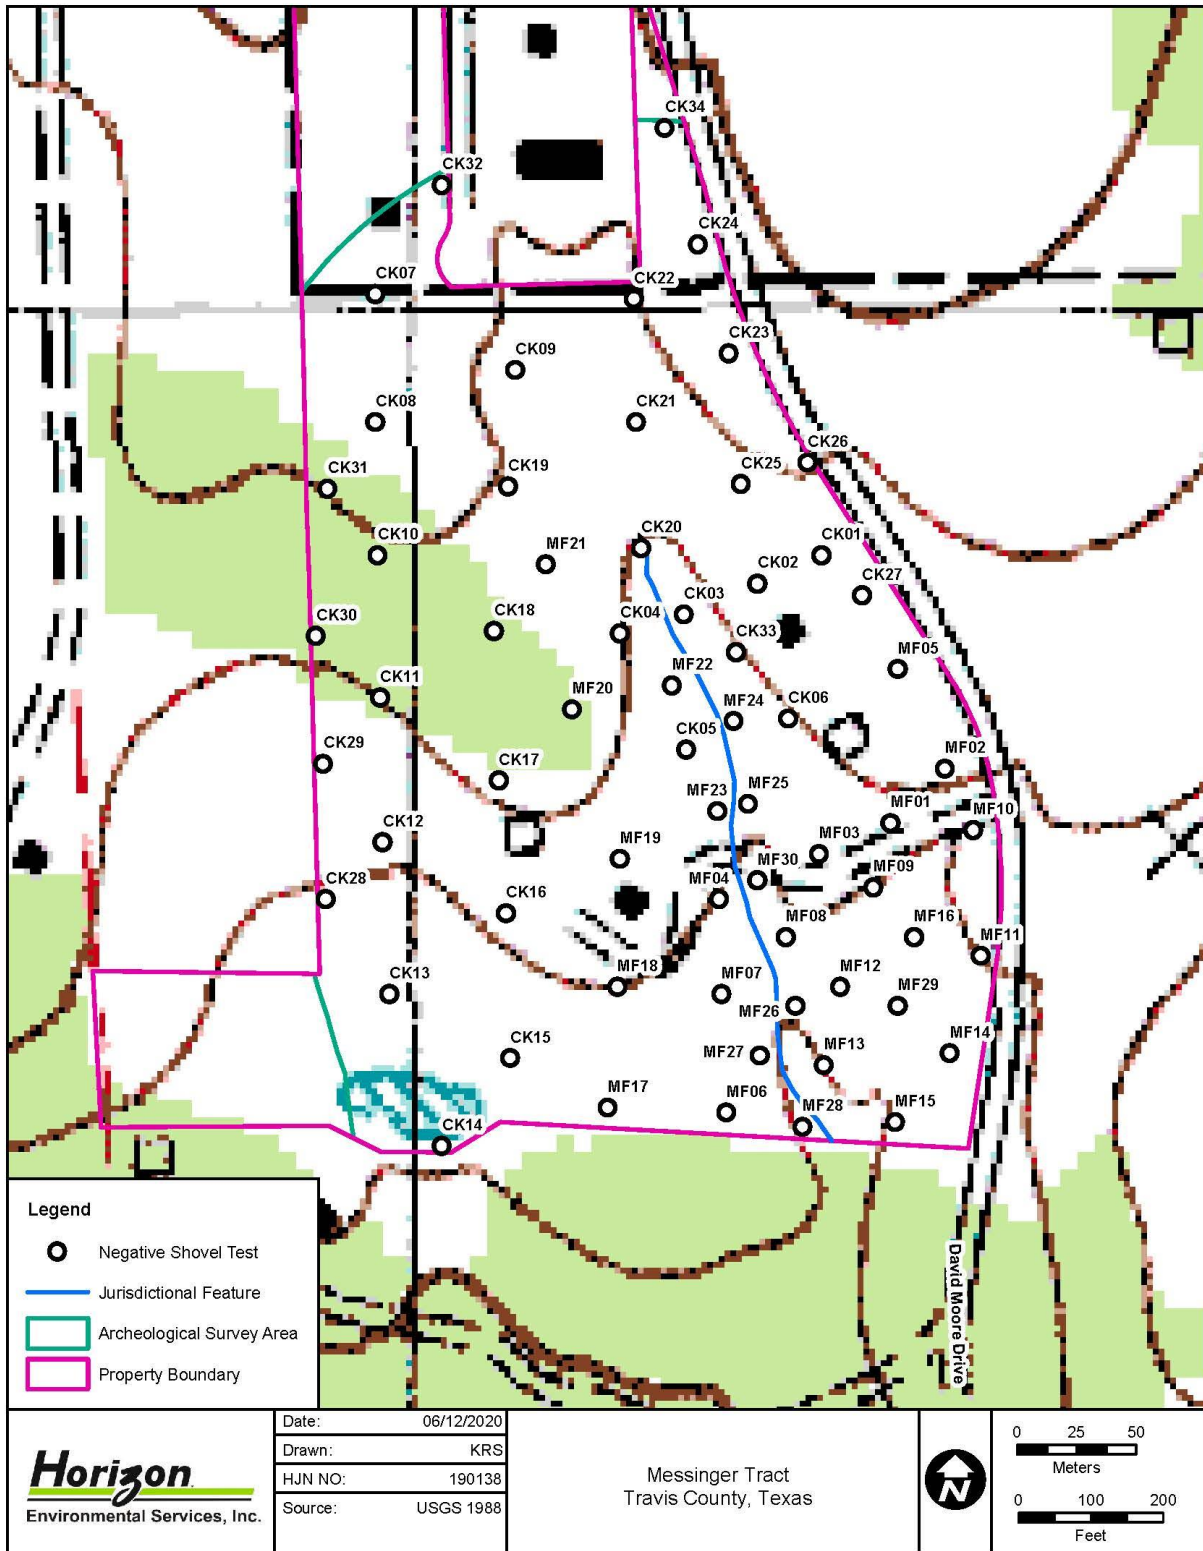 CK34
CK32
CK24
CK07
CK22
CK23
CK09
CK08
CK21
CK26
CK31
CK19
CK25
CK10
MF21
CK20
CK01
CK02
CK27
CK03
CK30
CK18
CK04
CK33
MF05
MF22
CK11
MF20
MF24
CK06
CK05
CK29
CK17
MF02
MF23
MF25
MF01
MF10
CK12
MF19
MF03
MF30
MF09
CK28
MF04
CK16
MF08
MF16
MF11
MF18
CK13
MF07
MF12
MF26
MF29
CK15
MF27
MF13
MF14
MF17
MF06
MF28
MF15
CK14
David Moore Drive
Legend
Negative Shovel Test
Jurisdictional Feature
Archeological Survey Area
Property Boundary
Horizon
Environmental Services, Inc.
Date: 06/12/2020
Drawn: KRS
HJN NO: 190138
Source: USGS 1988
Messinger Tract
Travis County, Texas
N
0 25 50
Meters
0 100 200
Feet